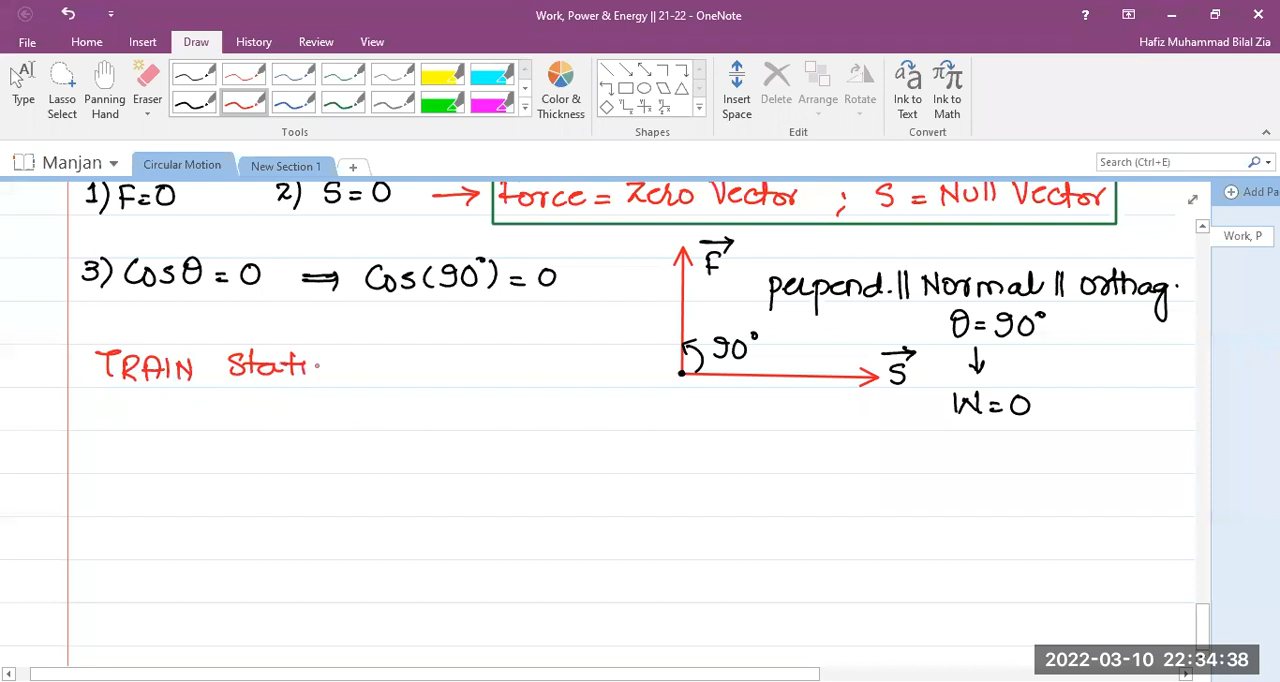 Work, Power & Energy || 21-22 - OneNote
File Home Insert Draw History Review View
Hafiz Muhammad Bilal Zia
Type Lasso Select Panning Hand Eraser
Color & Thickness
Insert Space Delete Arrange Rotate
Ink to Text Ink to Math
Tools Shapes Edit Convert
Manjan Circular Motion New Section 1
Search (Ctrl+E)
Add Pa
Work, P
1) F=0 2) S=0 → Force = Zero Vector ; S = Null Vector
3) Cosθ = 0 ⟹ Cos(90°) = 0
F
perpend. || Normal || orthog.
θ = 90°
90°
S
↓
W = 0
TRAIN Stati
2022-03-10 22:34:38